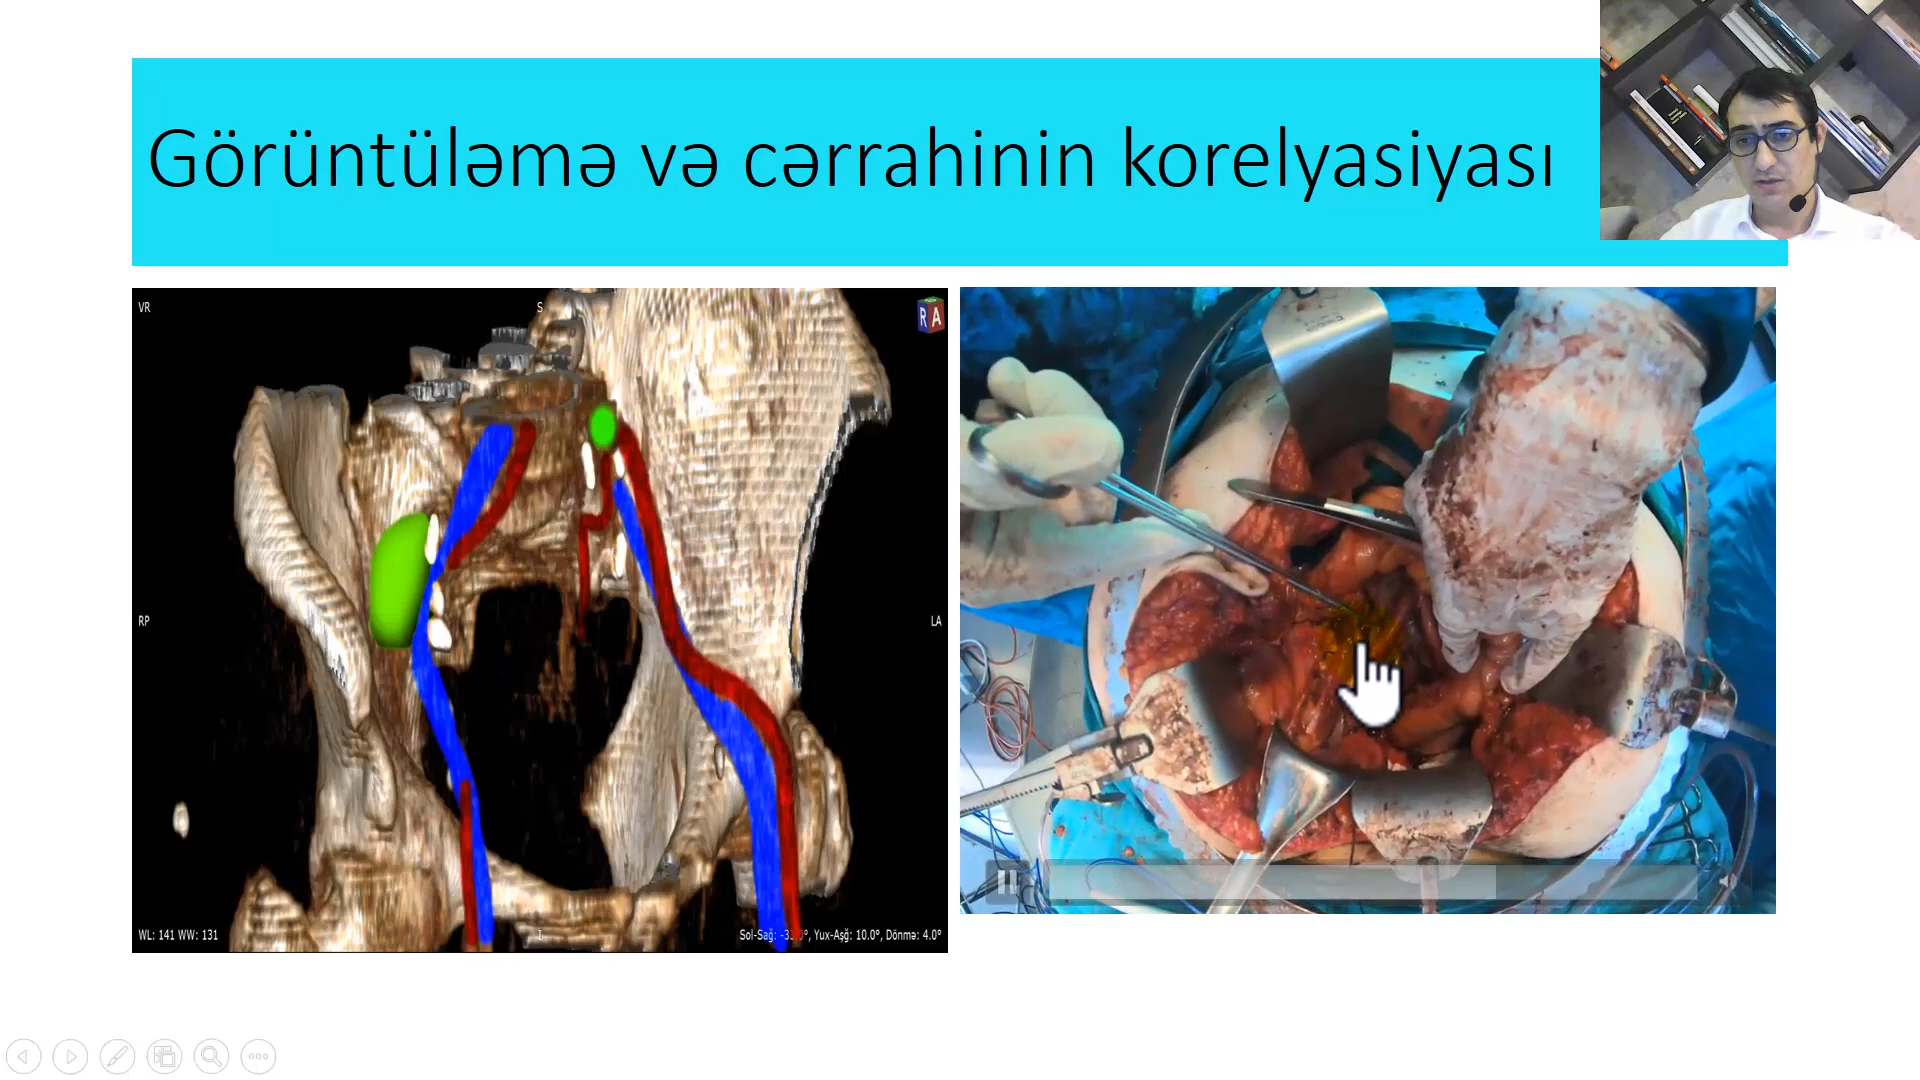 Görüntüləmə və cərrahinin korelyasiyası
VR
S
R A
RP
LA
WL: 141 WW: 131
I
Yux-Aşğ: 10.0°, Dönmə: 4.0°